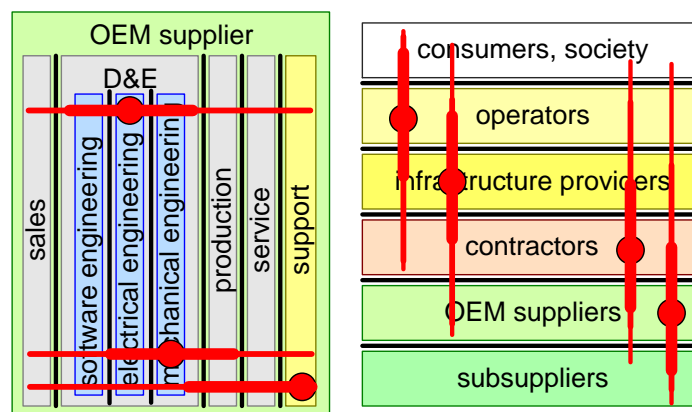 OEM supplier
D&E
sales
software engineering
electrical engineering
mechanical engineering
production
service
support
consumers, society
operators
infrastructure providers
contractors
OEM suppliers
subsuppliers